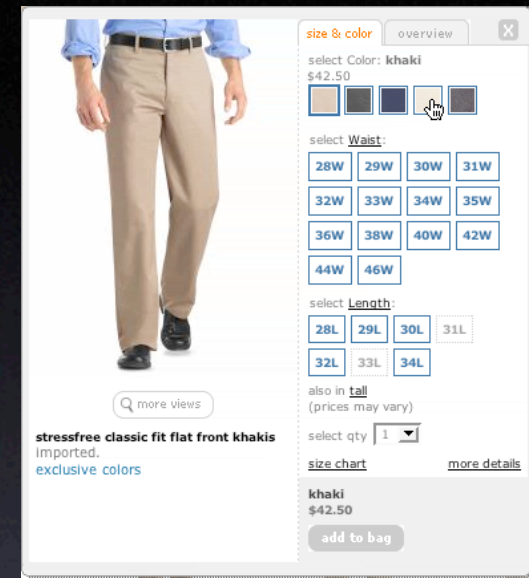 size & color
overview
X
select Color: khaki
$42.50
select Waist:
28W 29W 30W 31W
32W 33W 34W 35W
36W 38W 40W 42W
44W 46W
select Length:
28L 29L 30L 31L
32L 33L 34L
also in tall
(prices may vary)
select qty 1
size chart more details
khaki
$42.50
add to bag
more views
stressfree classic fit flat front khakis
imported.
exclusive colors